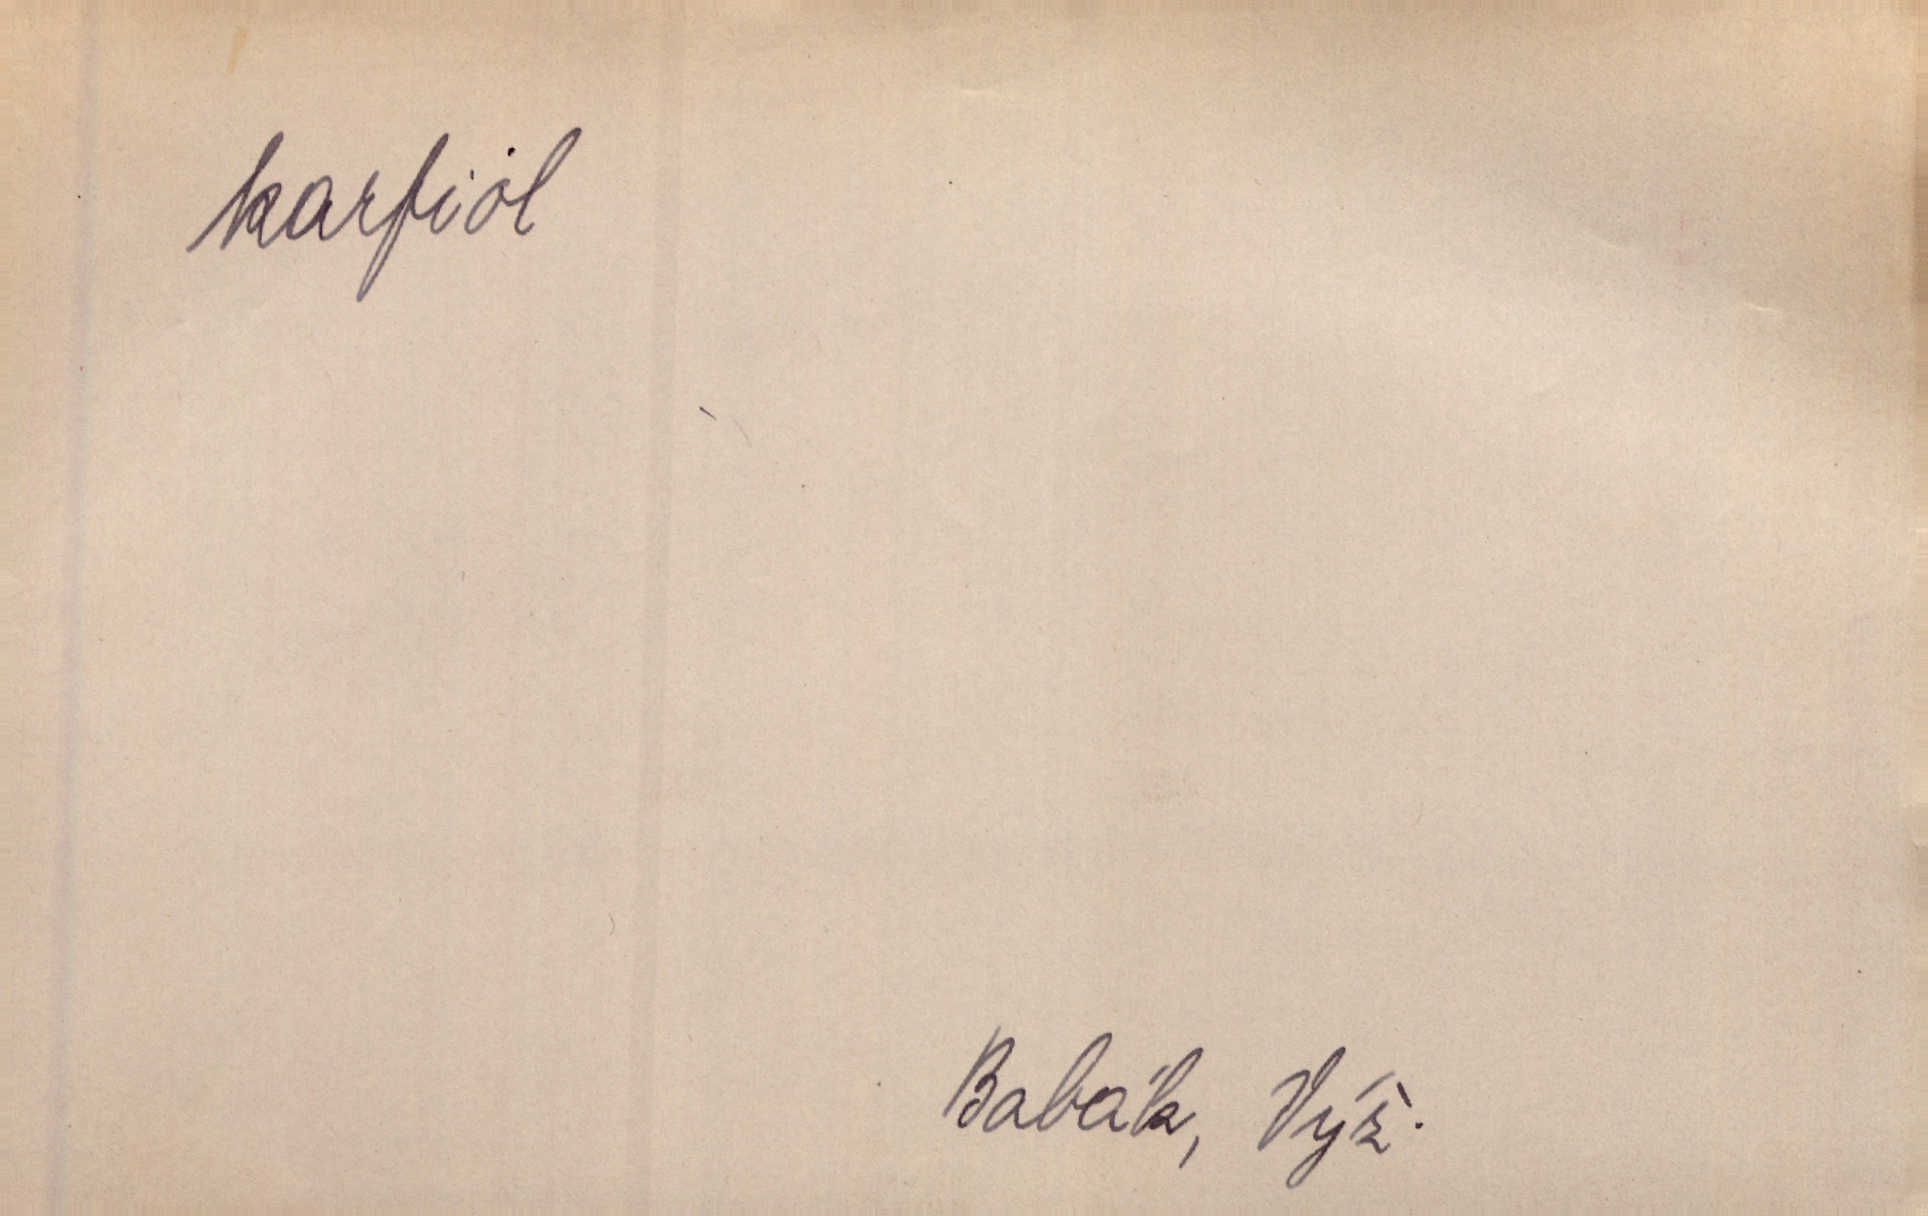 karfiól
Babák, Výž.